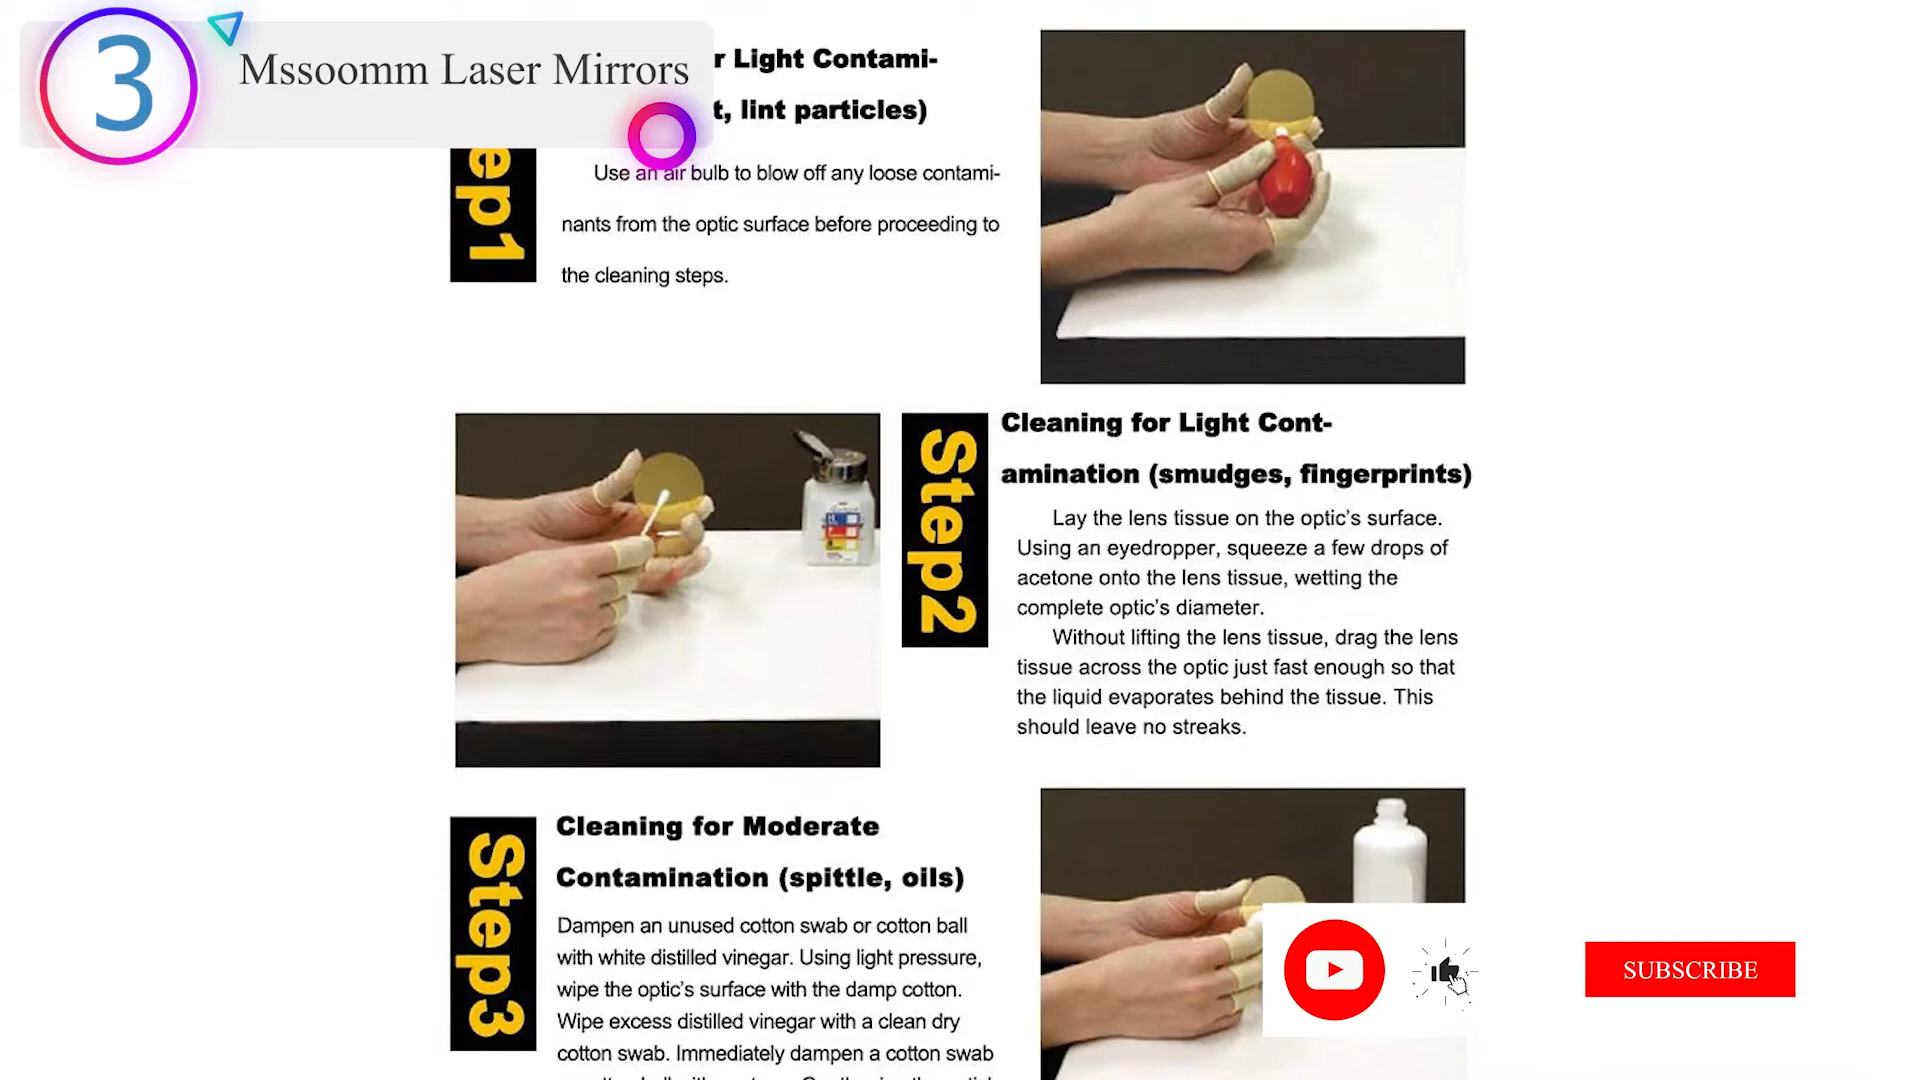 3
Mssoomm Laser Mirrors
r Light Contami-
t, lint particles)
ep1
Use an air bulb to blow off any loose contami-
nants from the optic surface before proceeding to
the cleaning steps.
Step2
Cleaning for Light Cont-
amination (smudges, fingerprints)
Lay the lens tissue on the optic's surface.
Using an eyedropper, squeeze a few drops of
acetone onto the lens tissue, wetting the
complete optic's diameter.
Without lifting the lens tissue, drag the lens
tissue across the optic just fast enough so that
the liquid evaporates behind the tissue. This
should leave no streaks.
Step3
Cleaning for Moderate
Contamination (spittle, oils)
Dampen an unused cotton swab or cotton ball
with white distilled vinegar. Using light pressure,
wipe the optic's surface with the damp cotton.
Wipe excess distilled vinegar with a clean dry
cotton swab. Immediately dampen a cotton swab
SUBSCRIBE